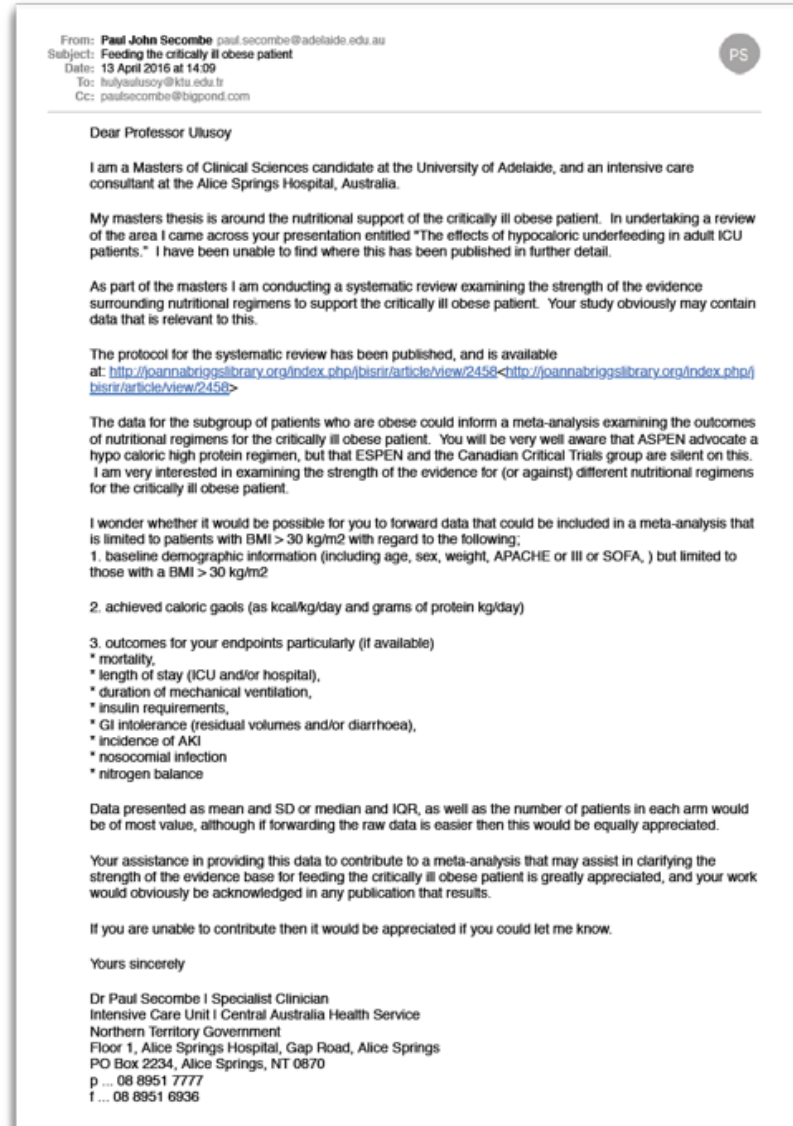 From: Paul John Secombe paul.secombe@adelaide.edu.au
Subject: Feeding the critically ill obese patient
Date: 13 April 2016 at 14:09
To: hulyaulusoy@ktu.edu.tr
Cc: paulsecombe@bigpond.com
PS
Dear Professor Ulusoy
I am a Masters of Clinical Sciences candidate at the University of Adelaide, and an intensive care
consultant at the Alice Springs Hospital, Australia.
My masters thesis is around the nutritional support of the critically ill obese patient. In undertaking a review
of the area I came across your presentation entitled "The effects of hypocaloric underfeeding in adult ICU
patients." I have been unable to find where this has been published in further detail.
As part of the masters I am conducting a systematic review examining the strength of the evidence
surrounding nutritional regimens to support the critically ill obese patient. Your study obviously may contain
data that is relevant to this.
The protocol for the systematic review has been published, and is available
at: http://joannabriggslibrary.org/index.php/jbisrir/article/view/2458<http://joannabriggslibrary.org/index.php/j
bisrir/article/view/2458>
The data for the subgroup of patients who are obese could inform a meta-analysis examining the outcomes
of nutritional regimens for the critically ill obese patient. You will be very well aware that ASPEN advocate a
hypo caloric high protein regimen, but that ESPEN and the Canadian Critical Trials group are silent on this.
I am very interested in examining the strength of the evidence for (or against) different nutritional regimens
for the critically ill obese patient.
I wonder whether it would be possible for you to forward data that could be included in a meta-analysis that
is limited to patients with BMI > 30 kg/m2 with regard to the following;
1. baseline demographic information (including age, sex, weight, APACHE or III or SOFA, ) but limited to
those with a BMI > 30 kg/m2
2. achieved caloric gaols (as kcal/kg/day and grams of protein kg/day)
3. outcomes for your endpoints particularly (if available)
* mortality,
* length of stay (ICU and/or hospital),
* duration of mechanical ventilation,
* insulin requirements,
* GI intolerance (residual volumes and/or diarrhoea),
* incidence of AKI
* nosocomial infection
* nitrogen balance
Data presented as mean and SD or median and IQR, as well as the number of patients in each arm would
be of most value, although if forwarding the raw data is easier then this would be equally appreciated.
Your assistance in providing this data to contribute to a meta-analysis that may assist in clarifying the
strength of the evidence base for feeding the critically ill obese patient is greatly appreciated, and your work
would obviously be acknowledged in any publication that results.
If you are unable to contribute then it would be appreciated if you could let me know.
Yours sincerely
Dr Paul Secombe I Specialist Clinician
Intensive Care Unit I Central Australia Health Service
Northern Territory Government
Floor 1, Alice Springs Hospital, Gap Road, Alice Springs
PO Box 2234, Alice Springs, NT 0870
p ... 08 8951 7777
f ... 08 8951 6936